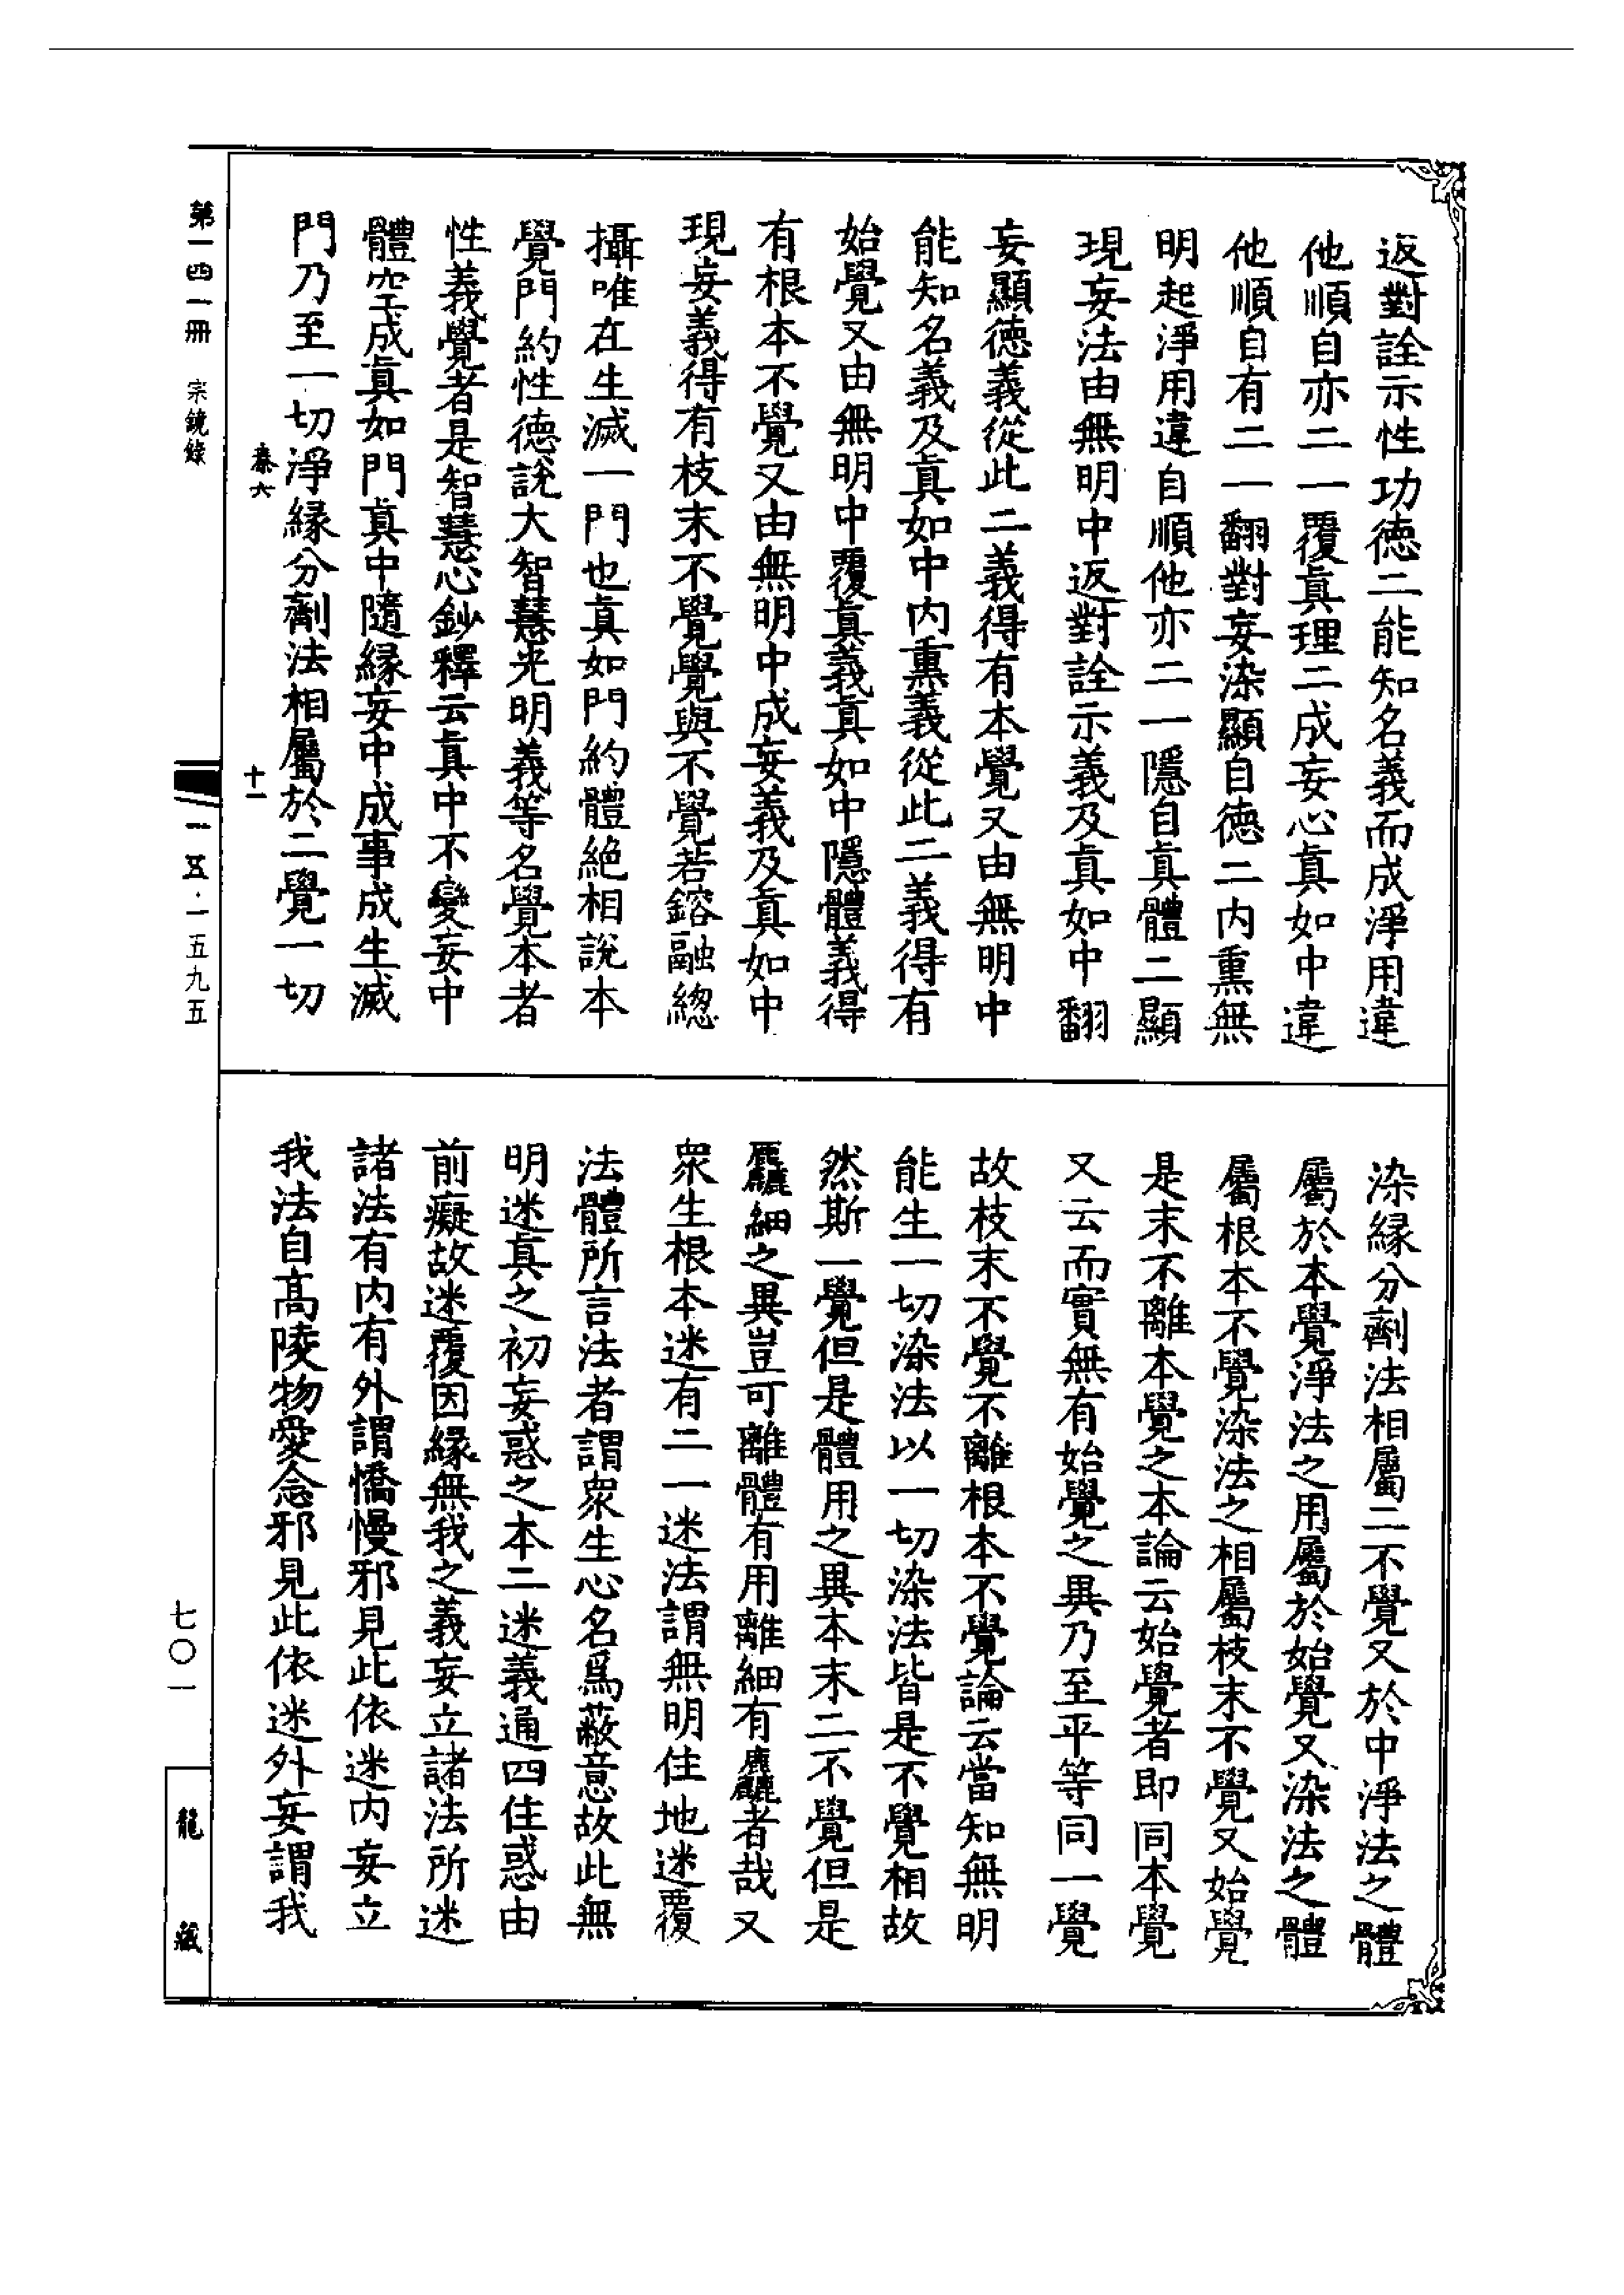 返對詮示性功徳二能知名義而成淨用違
他順自亦二一覆真理二成妄心真如中違
他順自有二一翻對妄染顯自徳二内熏無
明起淨用違自順他亦二一隱自真體二顯
現妄法由無明中返對詮示義及真如中翻
妄顯徳義從此二義得有本覺又由無明中
能知名義及真如中内熏義從此二義得有
始覺又由無明中覆真義真如中隱體義得
有根本不覺又由無明中成妄義及真如中
現妄義得有枝末不覺覺與不覺若鎔融總
攝唯在生滅一門也真如門約體絶相說本
覺門約性德說大智慧光明義等名覺本者
性義覺者是智慧心鈔釋云真中不變妄中
體空成真如門真中隨緣妄中成事成生滅
門乃至一切淨縁分劑法相屬於二覺一切
染縁分劑法相屬二不覺又於中淨法之體
屬於本覺淨法之用屬於始覺又染法之體
屬根本不覺染法之相屬枝末不覺又始覺
是末不離本覺之本論云始覺者即同本覺
又云而實無有始覺之異乃至平等同一覺
故枝末不覺不離根本不覺論云當知無明
能生一切染法以一切染法皆是不覺相故
然斯一覺但是體用之異本末二不覺但是
麤細之異豈可離體有用離細有麤者哉又
衆生根本迷有二一迷法謂無明住地迷覆
法體所言法者謂衆生心名爲蔽意故此無
明迷真之初妄惑之本二迷義通四住惑由
前癡故迷覆因緣無我之義妄立諸法所迷
諸法有内有外謂憍慢邪見此依迷内妄立
我法自高陵物愛念邪見此依迷外妄謂我
第一四一冊　宗鏡錄
秦六
十一
一一五·一五九五
七〇一
龍藏